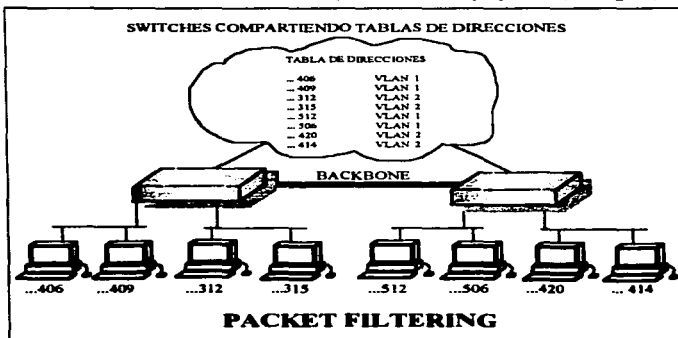 SWITCHES COMPARTIENDO TABLAS DE DIRECCIONES
TABLA DE DIRECCIONES
... 406 VLAN 1
... 409 VLAN 1
... 312 VLAN 2
... 315 VLAN 2
... 512 VLAN 1
... 506 VLAN 1
... 420 VLAN 2
... 414 VLAN 2
BACKBONE
...406 ...409 ...312 ...315 ...512 ...506 ...420 ... 414
PACKET FILTERING